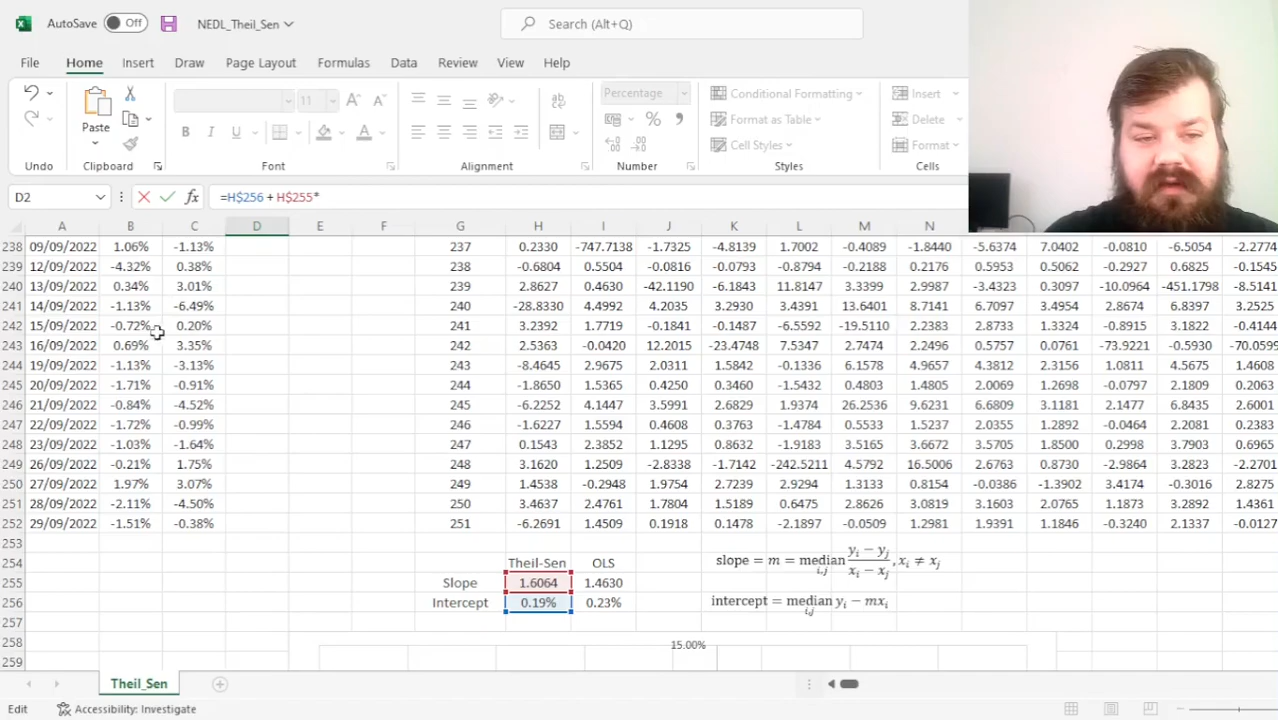 AutoSave Off NEDL_Theil_Sen Search (Alt+Q)
File Home Insert Draw Page Layout Formulas Data Review View Help
Undo Paste Clipboard
11 B I U A Font
Alignment
Percentage % Number
Conditional Formatting Format as Table Cell Styles Styles
Insert Delete Format Cells
D2 fx =H$256 + H$255*
A B C D E F G H I J K L M N
238 09/09/2022 1.06% -1.13% 237 0.2330 -747.7138 -1.7325 -4.8139 1.7002 -0.4089 -1.8440 -5.6374 7.0402 -0.0810 -6.5054 -2.2774
239 12/09/2022 -4.32% 0.38% 238 -0.6804 0.5504 -0.0816 -0.0793 -0.8794 -0.2188 0.2176 0.5953 0.5062 -0.2927 0.6825 -0.1545
240 13/09/2022 0.34% 3.01% 239 2.8627 0.4630 -42.1190 -6.1843 11.8147 3.3399 2.9987 -3.4323 0.3097 -10.0964 -451.1798 -8.5141
241 14/09/2022 -1.13% -6.49% 240 -28.8330 4.4992 4.2035 3.2930 3.4391 13.6401 8.7141 6.7097 3.4954 2.8674 6.8397 3.2525
242 15/09/2022 -0.72% 0.20% 241 3.2392 1.7719 -0.1841 -0.1487 -6.5592 -19.5110 2.2383 2.8733 1.3324 -0.8915 3.1822 -0.4144
243 16/09/2022 0.69% 3.35% 242 2.5363 -0.0420 12.2015 -23.4748 7.5347 2.7474 2.2496 0.5757 0.0761 -73.9221 -0.5930 -70.0599
244 19/09/2022 -1.13% -3.13% 243 -8.4645 2.9675 2.0311 1.5842 -0.1336 6.1578 4.9657 4.3812 2.3156 1.0811 4.5675 1.4608
245 20/09/2022 -1.71% -0.91% 244 -1.8650 1.5365 0.4250 0.3460 -1.5432 0.4803 1.4805 2.0069 1.2698 -0.0797 2.1809 0.2063
246 21/09/2022 -0.84% -4.52% 245 -6.2252 4.1447 3.5991 2.6829 1.9374 26.2536 9.6231 6.6809 3.1181 2.1477 6.8435 2.6001
247 22/09/2022 -1.72% -0.99% 246 -1.6227 1.5594 0.4608 0.3763 -1.4784 0.5533 1.5237 2.0355 1.2892 -0.0464 2.2081 0.2383
248 23/09/2022 -1.03% -1.64% 247 0.1543 2.3852 1.1295 0.8632 -1.9183 3.5165 3.6672 3.5705 1.8500 0.2998 3.7903 0.6965
249 26/09/2022 -0.21% 1.75% 248 3.1620 1.2509 -2.8338 -1.7142 -242.5211 4.5792 16.5006 2.6763 0.8730 -2.9864 3.2823 -2.2701
250 27/09/2022 1.97% 3.07% 249 1.4538 -0.2948 1.9754 2.7239 2.9294 1.3133 0.8154 -0.0386 -1.3902 3.4174 -0.3016 2.8275
251 28/09/2022 -2.11% -4.50% 250 3.4637 2.4761 1.7804 1.5189 0.6475 2.8626 3.0819 3.1603 2.0765 1.1873 3.2892 1.4361
252 29/09/2022 -1.51% -0.38% 251 -6.2691 1.4509 0.1918 0.1478 -2.1897 -0.0509 1.2981 1.9391 1.1846 -0.3240 2.1337 -0.0127
253
254 Theil-Sen OLS slope = m = median i,j (y_i − y_j)/(x_i − x_j), x_i ≠ x_j
255 Slope 1.6064 1.4630
256 Intercept 0.19% 0.23% intercept = median i,j y_i − mx_i
257
258 15.00%
259
Theil_Sen
Edit Accessibility: Investigate